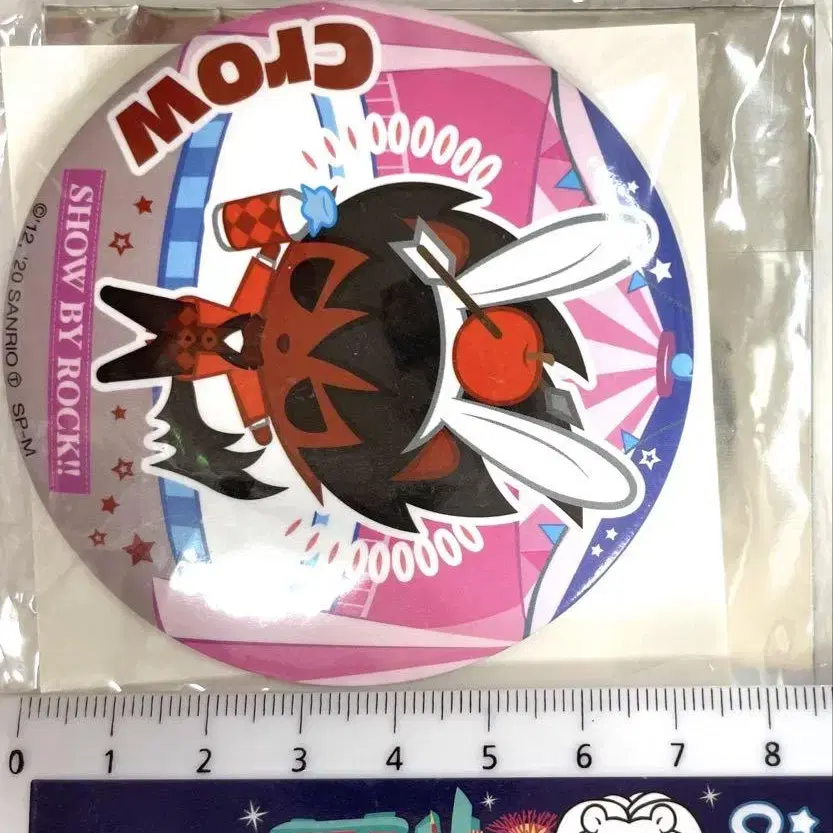 Crow
SHOW BY ROCK!!
©'12, '20 SANRIO Ⓣ SP-M
0 1 2 3 4 5 6 7 8